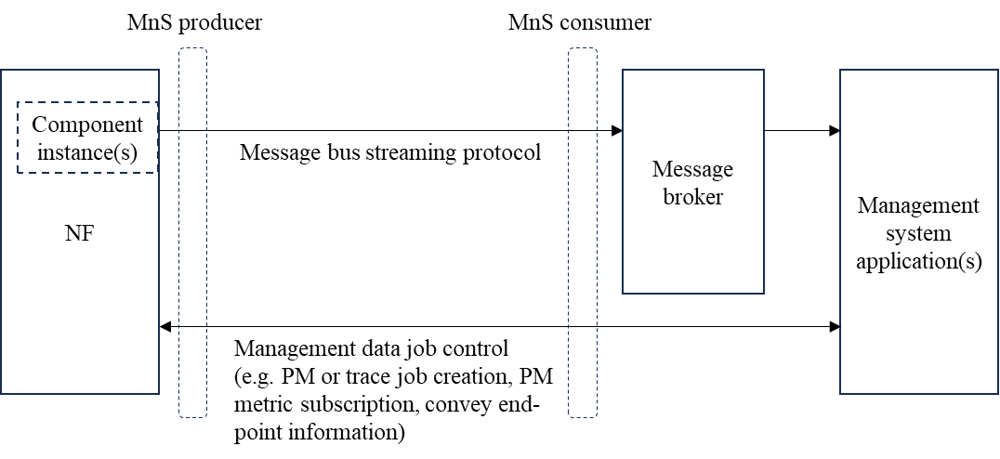 MnS producer
MnS consumer
Component
instance(s)
NF
Message bus streaming protocol
Message
broker
Management
system
application(s)
Management data job control
(e.g. PM or trace job creation, PM
metric subscription, convey end-
point information)